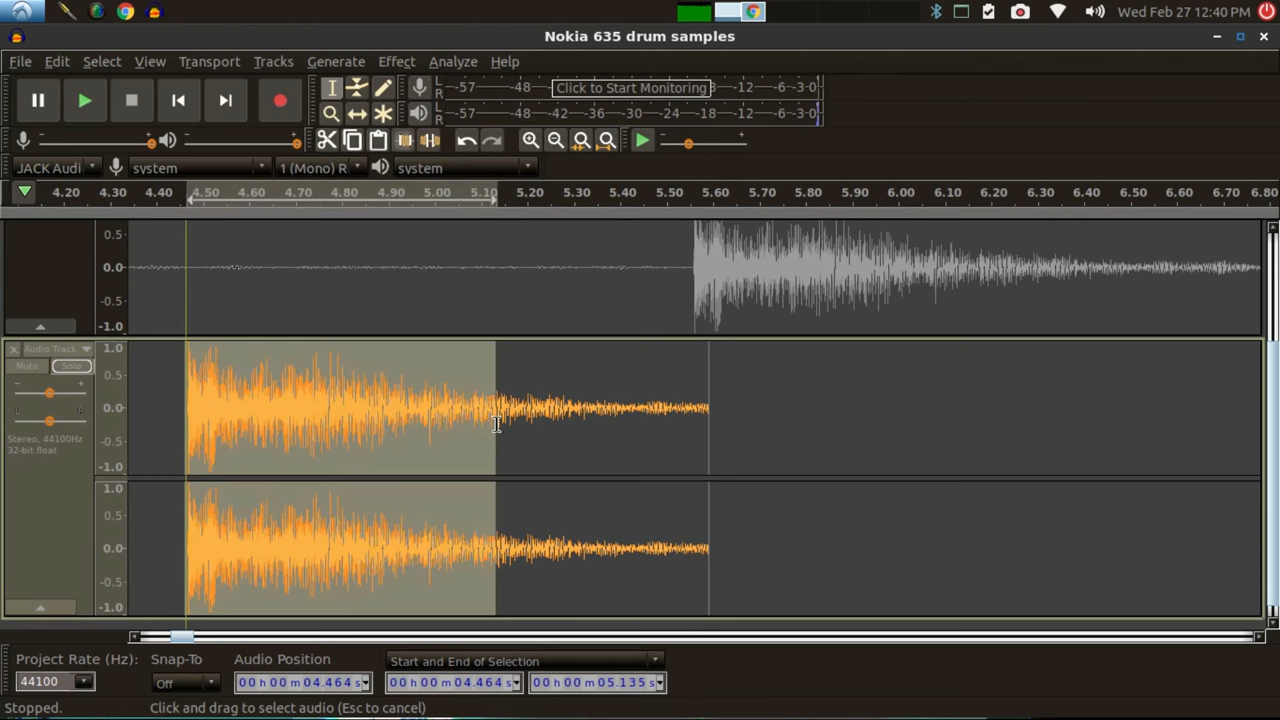 Wed Feb 27 12:40 PM
Nokia 635 drum samples
File Edit Select View Transport Tracks Generate Effect Analyze Help
L -57 -48 Click to Start Monitoring 8 -12 -6 -3 0
R
L -57 -48 -42 -36 -30 -24 -18 -12 -6 -3 0
R
- + - + - +
JACK Audi system 1 (Mono) R system
4.20 4.30 4.40 4.50 4.60 4.70 4.80 4.90 5.00 5.10 5.20 5.30 5.40 5.50 5.60 5.70 5.80 5.90 6.00 6.10 6.20 6.30 6.40 6.50 6.60 6.70 6.80
0.5
0.0
-0.5
-1.0
Audio Track 1.0
Mute Solo
- + 0.5
L R 0.0
Stereo, 44100Hz -0.5
32-bit float
-1.0
1.0
0.5
0.0
-0.5
-1.0
Project Rate (Hz): Snap-To Audio Position Start and End of Selection
44100 Off 00 h 00 m 04.464 s 00 h 00 m 04.464 s 00 h 00 m 05.135 s
Stopped. Click and drag to select audio (Esc to cancel)